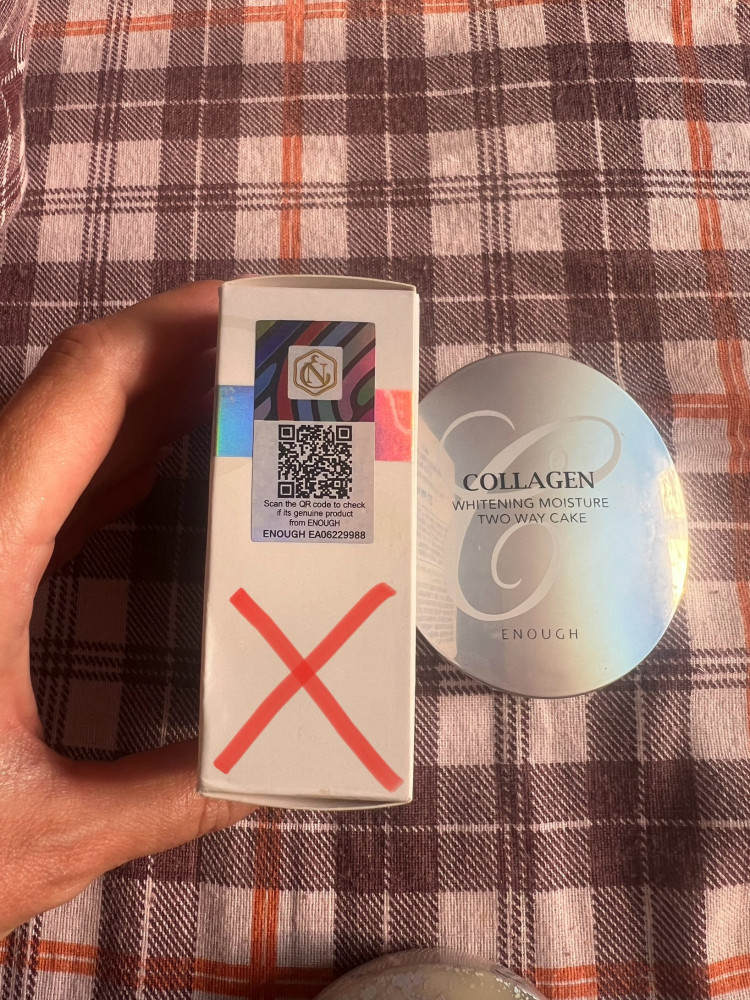 Scan the QR code to check
if its genuine product
from ENOUGH
ENOUGH EA06229988
COLLAGEN
WHITENING MOISTURE
TWO WAY CAKE
ENOUGH